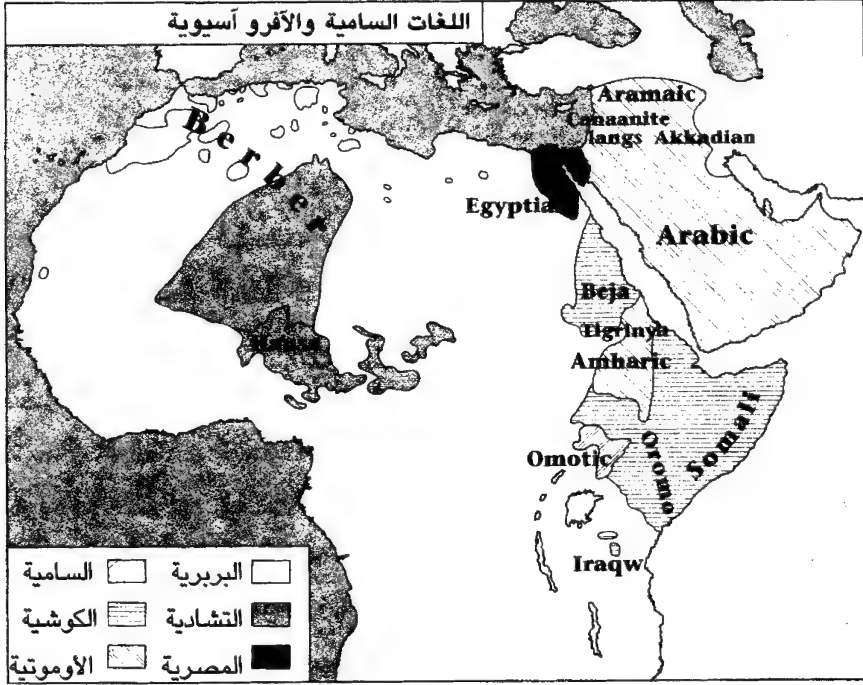 اللغات السامية والآفرو آسيوية
Aramaic
Canaanite
langs Akkadian
Berber
Egyptia
Arabic
Beja
Tigrinya
Hausa
Amharic
Somali
Oromo
Omotic
Iraqw
البربرية
السامية
التشادية
الكوشية
المصرية
الأوموتية